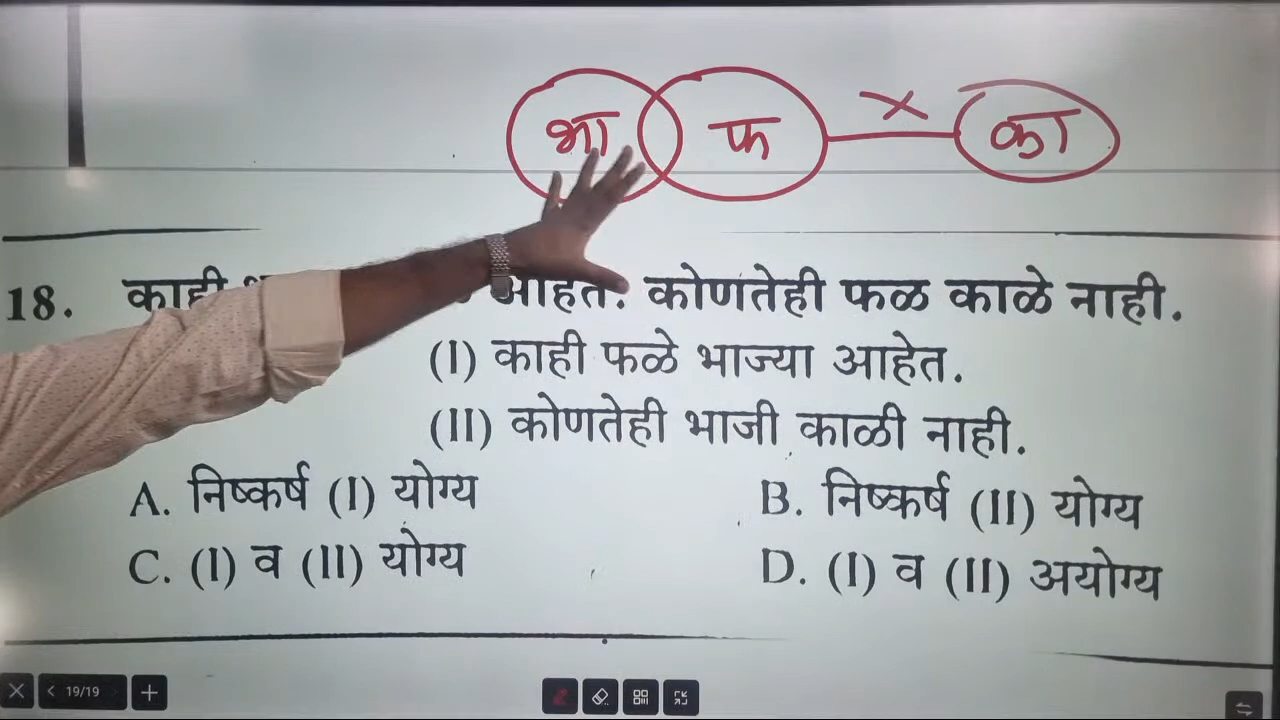 भा फ × का
18. काही आहेत. कोणतेही फळ काळे नाही.
(I) काही फळे भाज्या आहेत.
(II) कोणतेही भाजी काळी नाही.
A. निष्कर्ष (I) योग्य B. निष्कर्ष (II) योग्य
C. (I) व (II) योग्य D. (I) व (II) अयोग्य
19/19